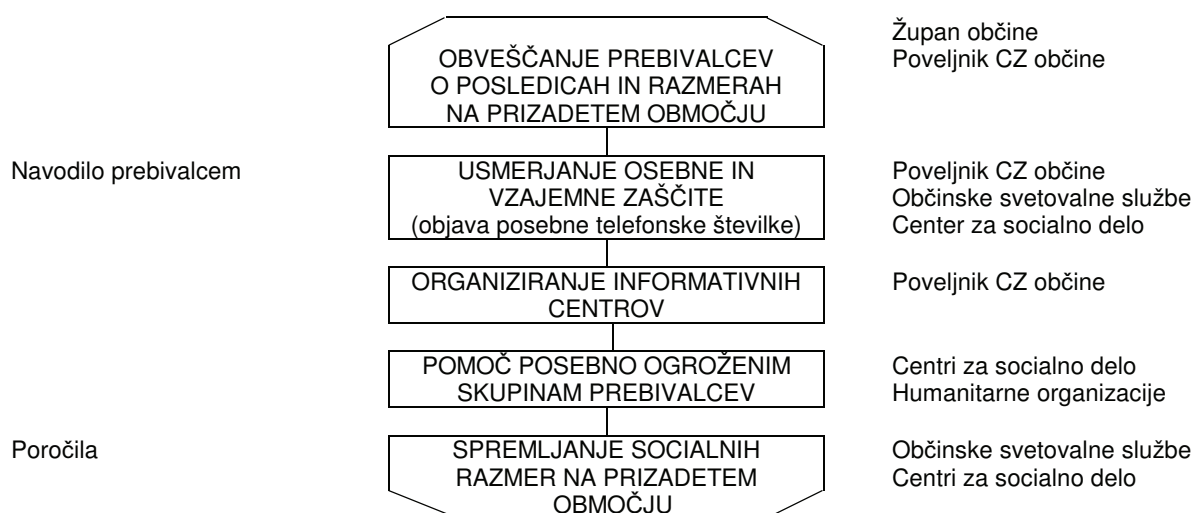 Župan občine
OBVEŠČANJE PREBIVALCEV
Poveljnik CZ občine
O POSLEDICAH IN RAZMERAH
NA PRIZADETEM OBMOČJU
Navodilo prebivalcem
USMERJANJE OSEBNE IN
Poveljnik CZ občine
VZAJEMNE ZAŠČITE
Občinske svetovalne službe
(objava posebne telefonske številke)
Center za socialno delo
ORGANIZIRANJE INFORMATIVNIH
Poveljnik CZ občine
CENTROV
POMOČ POSEBNO OGROŽENIM
Centri za socialno delo
SKUPINAM PREBIVALCEV
Humanitarne organizacije
Poročila
SPREMLJANJE SOCIALNIH
Občinske svetovalne službe
RAZMER NA PRIZADETEM
Centri za socialno delo
OBMOČJU